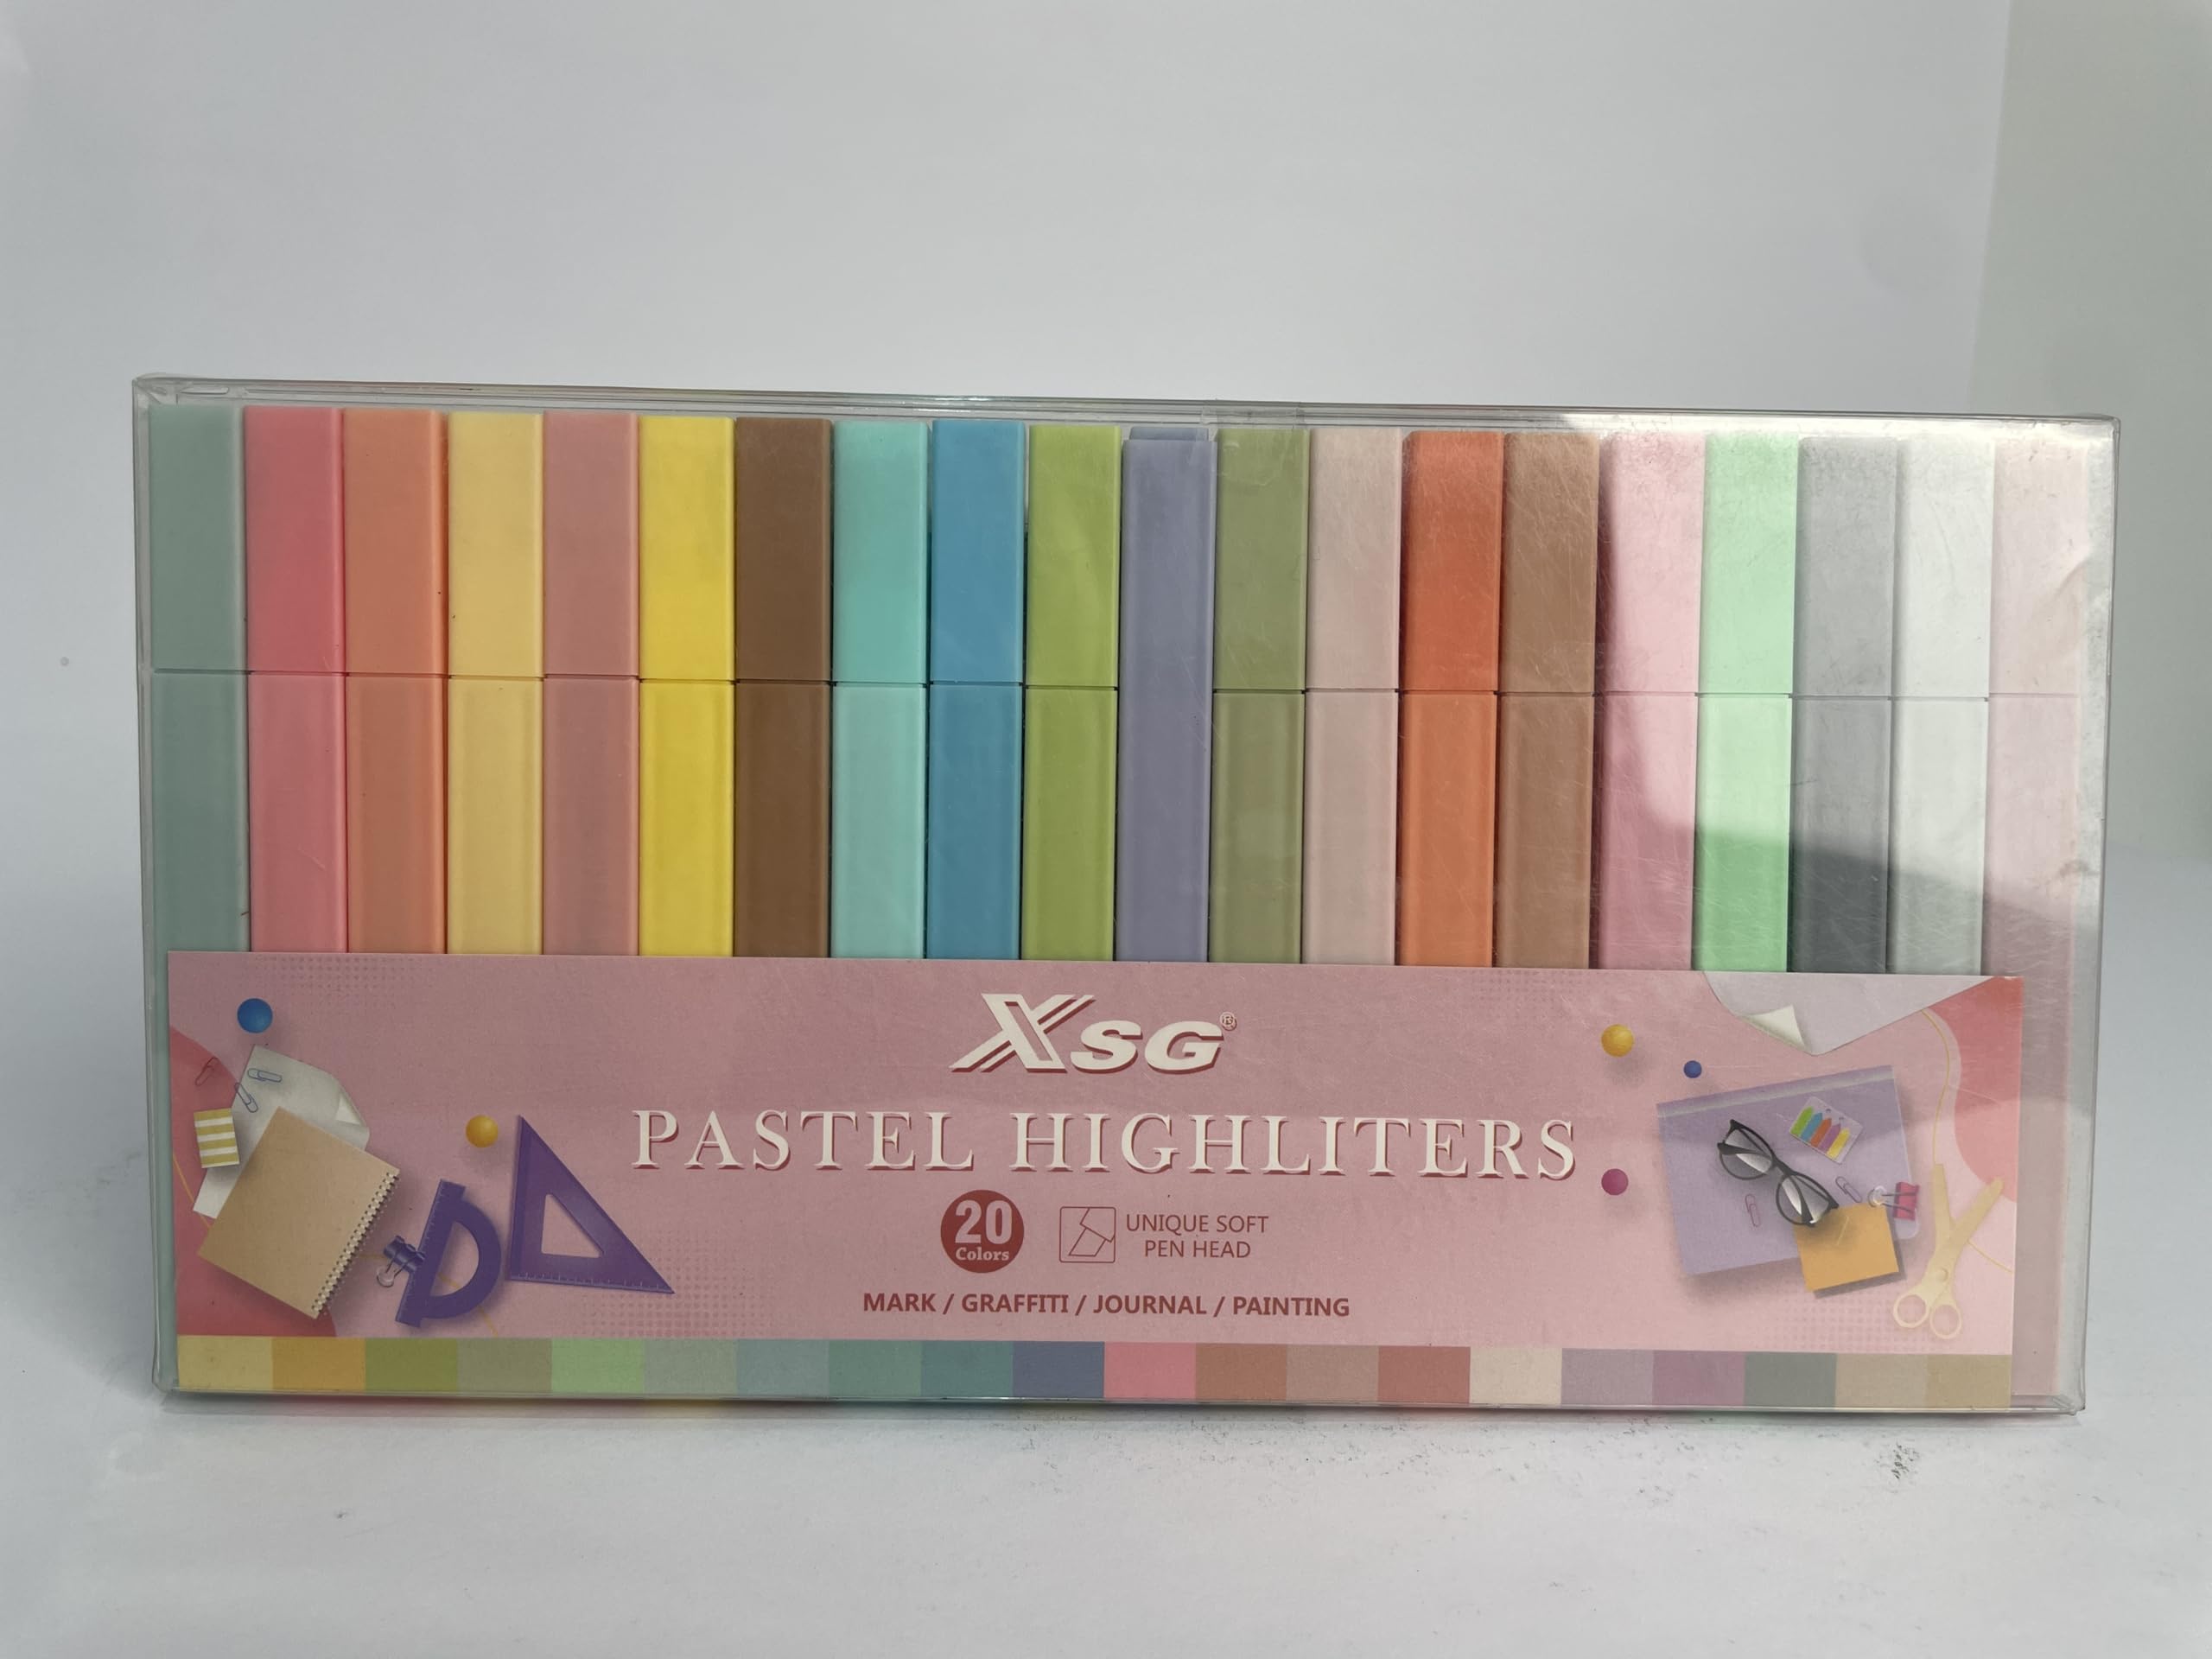 XSG®
PASTEL HIGHLITERS
20
Colors
UNIQUE SOFT
PEN HEAD
MARK / GRAFFITI / JOURNAL / PAINTING